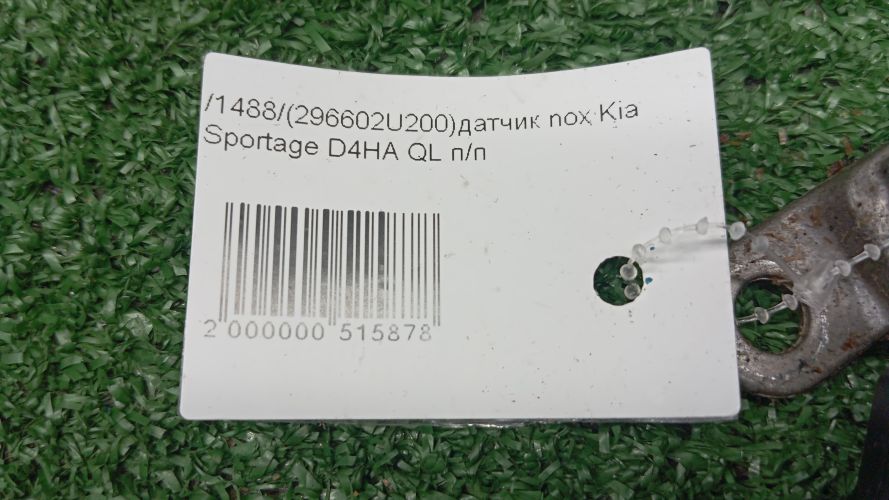 /1488/(296602U200)датчик nox Kia
Sportage D4HA QL п/п
2 000000 515878